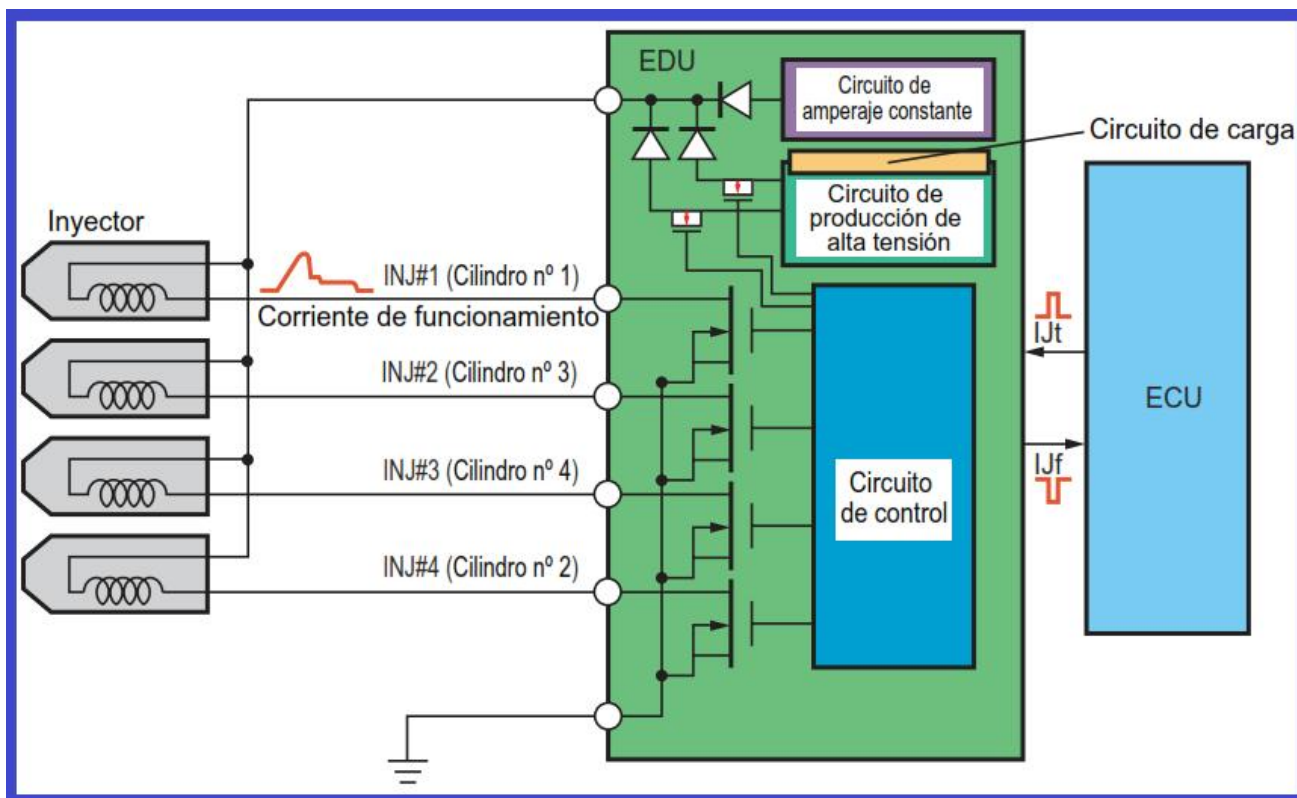 EDU
Circuito de
amperaje constante
Circuito de carga
Circuito de
producción de
alta tensión
Inyector
INJ#1 (Cilindro nº 1)
Corriente de funcionamiento
INJ#2 (Cilindro nº 3)
INJ#3 (Cilindro nº 4)
INJ#4 (Cilindro nº 2)
Circuito
de control
IJt
IJf
ECU